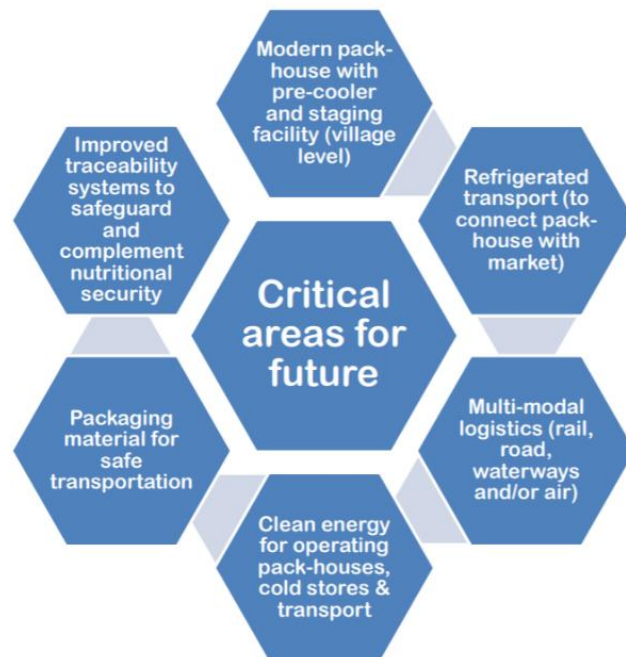 Modern pack-
house with
pre-cooler
and staging
facility (village
level)
Refrigerated
transport (to
connect pack-
house with
market)
Multi-modal
logistics (rail,
road,
waterways
and/or air)
Clean energy
for operating
pack-houses,
cold stores &
transport
Packaging
material for
safe
transportation
Improved
traceability
systems to
safeguard
and
complement
nutritional
security
Critical
areas for
future